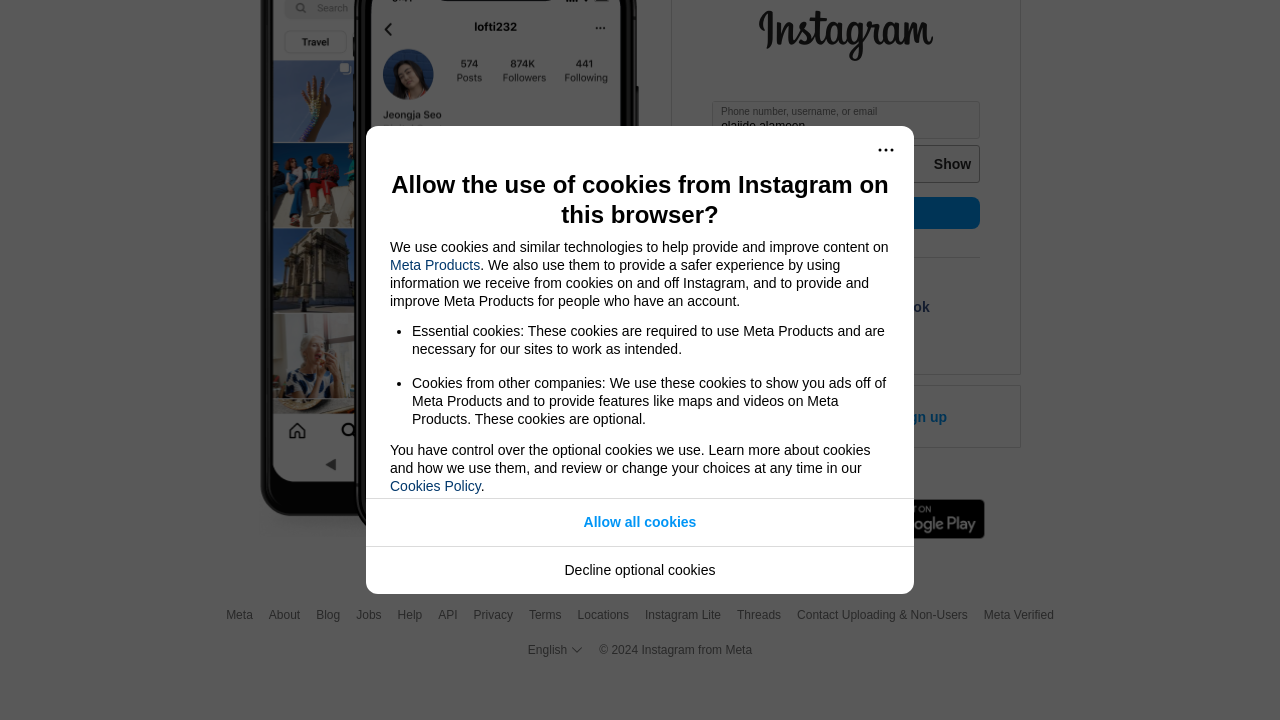 Search
Travel
lofti232
574
874K
441
Posts
Followers
Following
Jeongja Seo
Instagram
Phone number, username, or email
olajide.alameen
Show
Allow the use of cookies from Instagram on
this browser?
We use cookies and similar technologies to help provide and improve content on
Meta Products. We also use them to provide a safer experience by using
information we receive from cookies on and off Instagram, and to provide and
improve Meta Products for people who have an account.
• Essential cookies: These cookies are required to use Meta Products and are
necessary for our sites to work as intended.
• Cookies from other companies: We use these cookies to show you ads off of
Meta Products and to provide features like maps and videos on Meta
Products. These cookies are optional.
You have control over the optional cookies we use. Learn more about cookies
and how we use them, and review or change your choices at any time in our
Cookies Policy.
Allow all cookies
Decline optional cookies
ok
gn up
T ON
ogle Play
Meta About Blog Jobs Help API Privacy Terms Locations Instagram Lite Threads Contact Uploading & Non-Users Meta Verified
English © 2024 Instagram from Meta